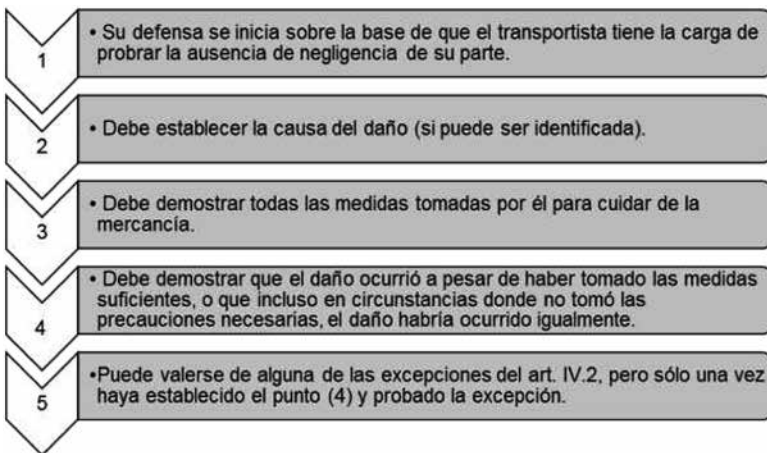 1
• Su defensa se inicia sobre la base de que el transportista tiene la carga de
probrar la ausencia de negligencia de su parte.
2
• Debe establecer la causa del daño (si puede ser identificada).
3
• Debe demostrar todas las medidas tomadas por él para cuidar de la
mercancía.
4
• Debe demostrar que el daño ocurrió a pesar de haber tomado las medidas
suficientes, o que incluso en circunstancias donde no tomó las
precauciones necesarias, el daño habría ocurrido igualmente.
5
•Puede valerse de alguna de las excepciones del art. IV.2, pero sólo una vez
haya establecido el punto (4) y probado la excepción.